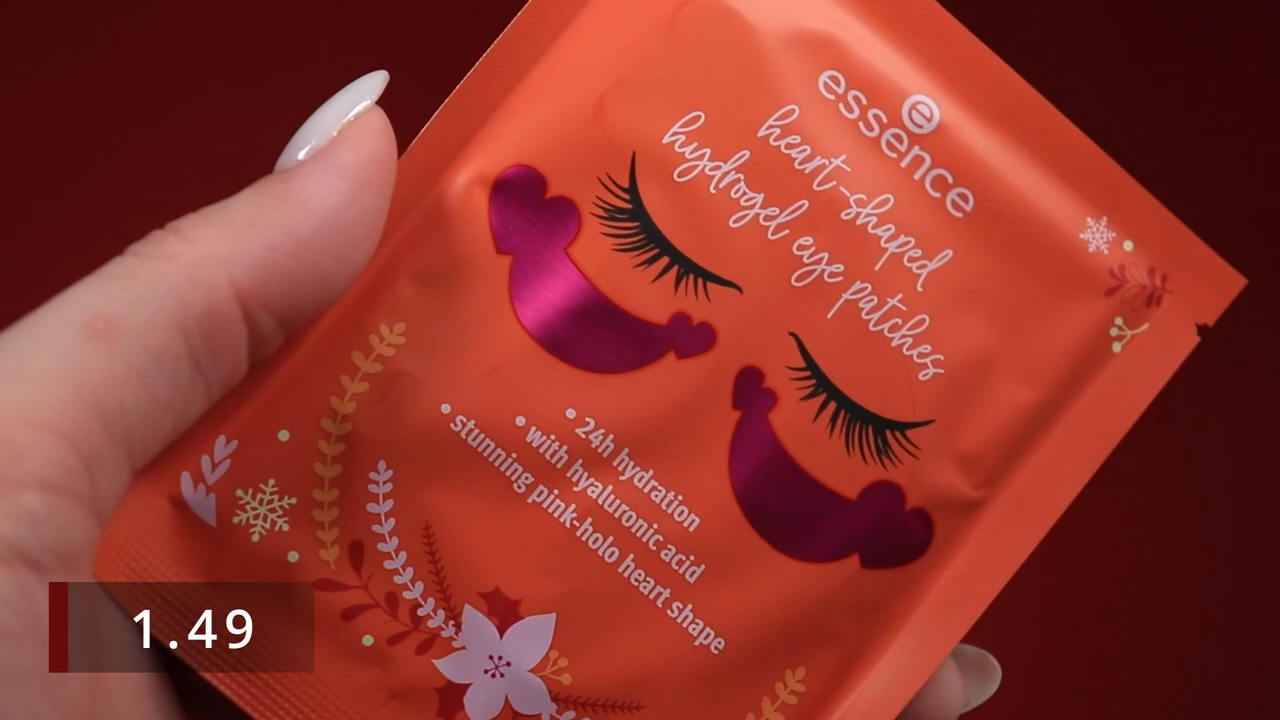 essence
heart-shaped
hydrogel eye patches
• 24h hydration
• with hyaluronic acid
• stunning pink-holo heart shape
1.49